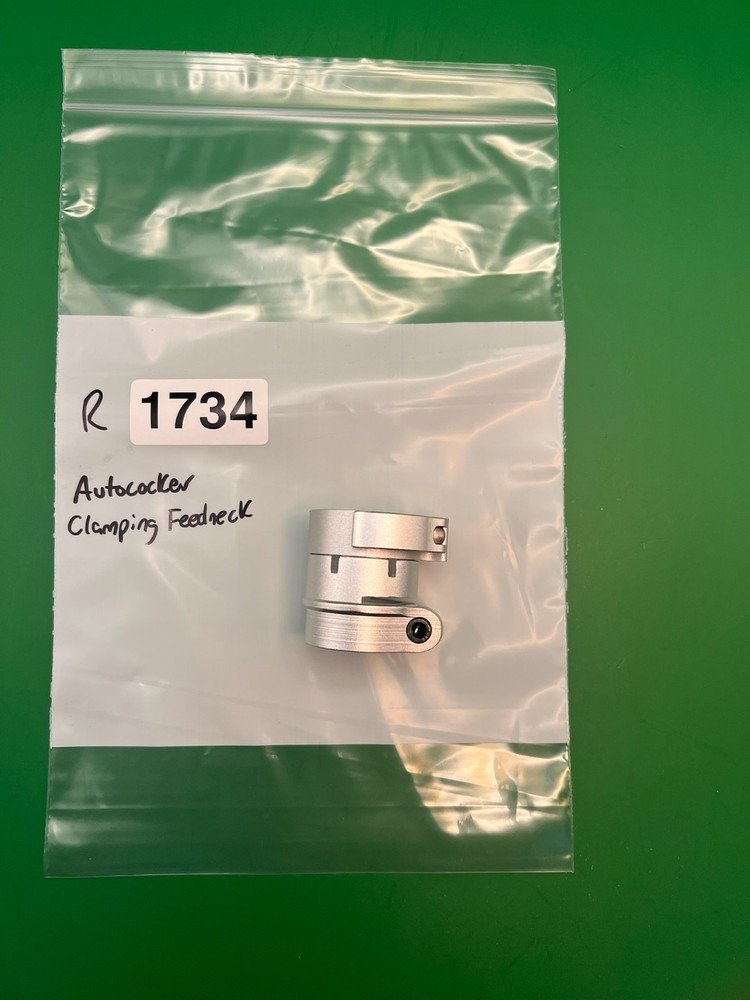 R 1734
Autococker
Clamping Feedneck